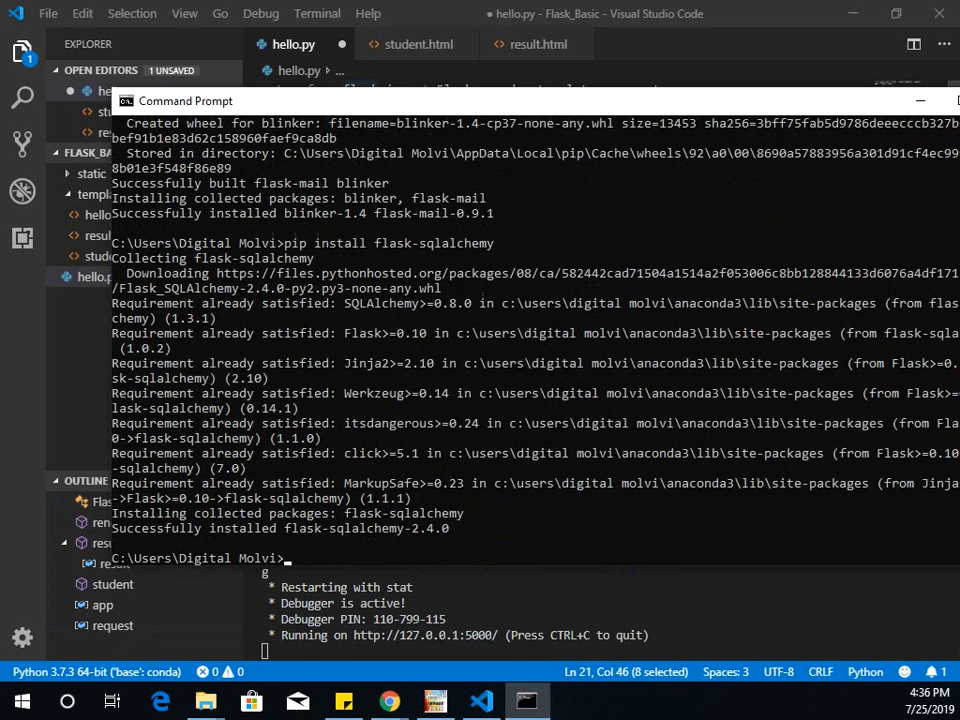 File Edit Selection View Go Debug Terminal Help
● hello.py - Flask_Basic - Visual Studio Code
EXPLORER
hello.py
student.html
result.html
OPEN EDITORS 1 UNSAVED
hello.py › ...
Command Prompt
Created wheel for blinker: filename=blinker-1.4-cp37-none-any.whl size=13453 sha256=3bff75fab5d9786deeecccb327b
bef91b1e83d62c158960faef9ca8db
Stored in directory: C:\Users\Digital Molvi\AppData\Local\pip\Cache\wheels\92\a0\00\8690a57883956a301d91cf4ec99
8b01e3f548f86e89
Successfully built flask-mail blinker
Installing collected packages: blinker, flask-mail
Successfully installed blinker-1.4 flask-mail-0.9.1
C:\Users\Digital Molvi>pip install flask-sqlalchemy
Collecting flask-sqlalchemy
Downloading https://files.pythonhosted.org/packages/08/ca/582442cad71504a1514a2f053006c8bb128844133d6076a4df171
/Flask_SQLAlchemy-2.4.0-py2.py3-none-any.whl
Requirement already satisfied: SQLAlchemy>=0.8.0 in c:\users\digital molvi\anaconda3\lib\site-packages (from flas
chemy) (1.3.1)
Requirement already satisfied: Flask>=0.10 in c:\users\digital molvi\anaconda3\lib\site-packages (from flask-sqla
(1.0.2)
Requirement already satisfied: Jinja2>=2.10 in c:\users\digital molvi\anaconda3\lib\site-packages (from Flask>=0.
sk-sqlalchemy) (2.10)
Requirement already satisfied: Werkzeug>=0.14 in c:\users\digital molvi\anaconda3\lib\site-packages (from Flask>=
lask-sqlalchemy) (0.14.1)
Requirement already satisfied: itsdangerous>=0.24 in c:\users\digital molvi\anaconda3\lib\site-packages (from Fla
0->flask-sqlalchemy) (1.1.0)
Requirement already satisfied: click>=5.1 in c:\users\digital molvi\anaconda3\lib\site-packages (from Flask>=0.10
-sqlalchemy) (7.0)
Requirement already satisfied: MarkupSafe>=0.23 in c:\users\digital molvi\anaconda3\lib\site-packages (from Jinja
->Flask>=0.10->flask-sqlalchemy) (1.1.1)
Installing collected packages: flask-sqlalchemy
Successfully installed flask-sqlalchemy-2.4.0
C:\Users\Digital Molvi>
he
stu
res
FLASK_BA
static
templa
hello
resul
stude
hello.p
OUTLINE
Flas
ren
resu
resu
student
app
request
g
* Restarting with stat
* Debugger is active!
* Debugger PIN: 110-799-115
* Running on http://127.0.0.1:5000/ (Press CTRL+C to quit)
Python 3.7.3 64-bit ('base': conda) 0 0 Ln 21, Col 46 (8 selected) Spaces: 3 UTF-8 CRLF Python 1
4:36 PM
7/25/2019